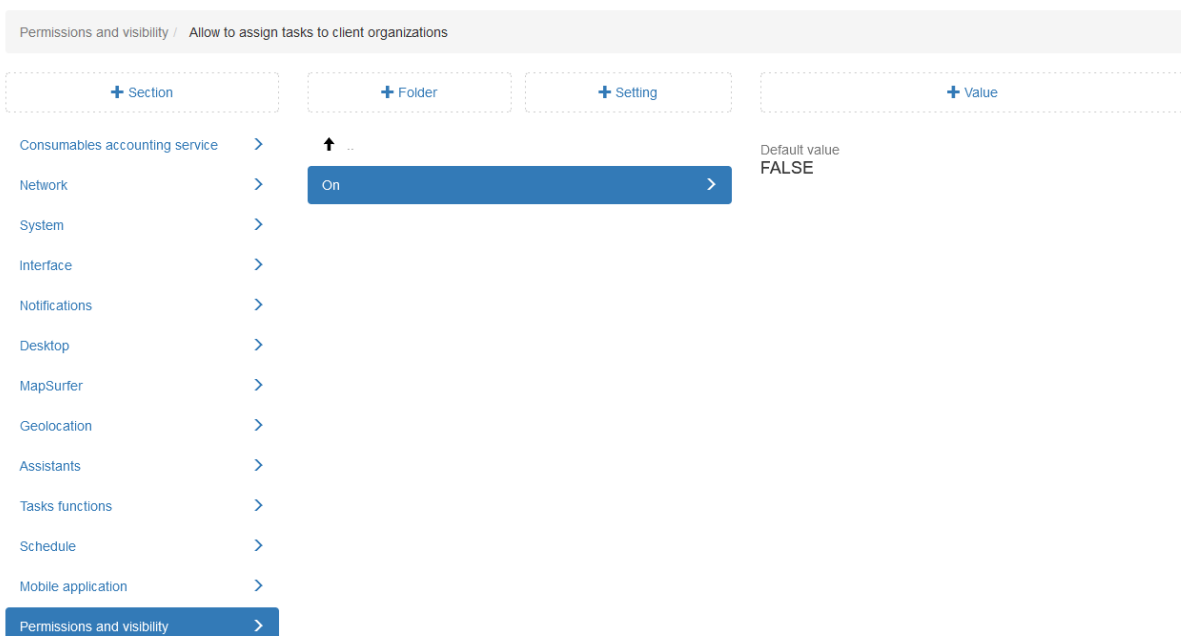 Permissions and visibility / Allow to assign tasks to client organizations
+ Section
+ Folder
+ Setting
+ Value
Consumables accounting service
Network
System
Interface
Notifications
Desktop
MapSurfer
Geolocation
Assistants
Tasks functions
Schedule
Mobile application
Permissions and visibility
..
On
Default value
FALSE